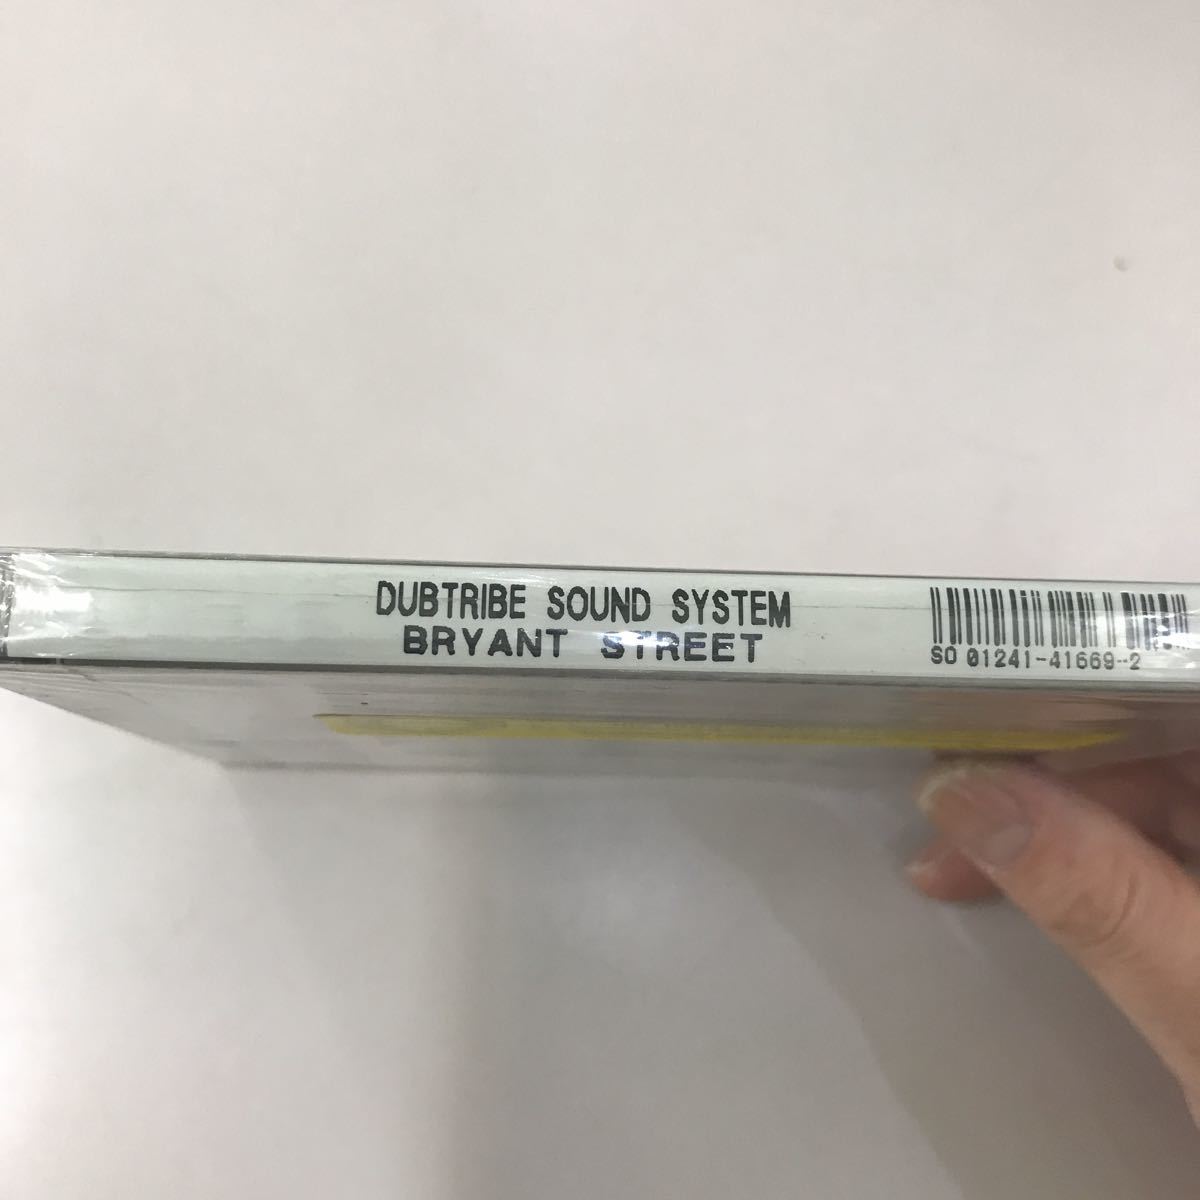 DUBTRIBE SOUND SYSTEM
BRYANT STREET
SO 01241-41669-2